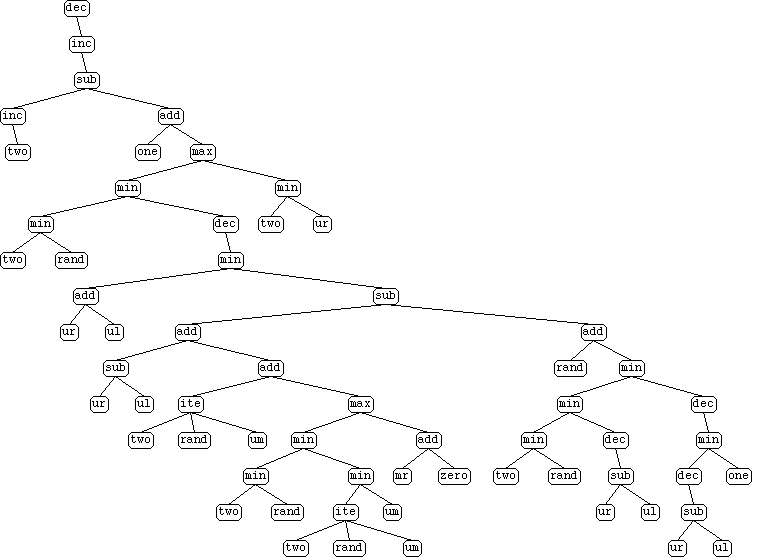 dec
inc
sub
inc add
two one max
min min
min dec two ur
two rand min
add sub
ur ul add add
sub add rand min
ur ul ite max min dec
two rand um min add min dec min
min min mr zero two rand sub dec one
two rand ite um ur ul sub
two rand um ur ul